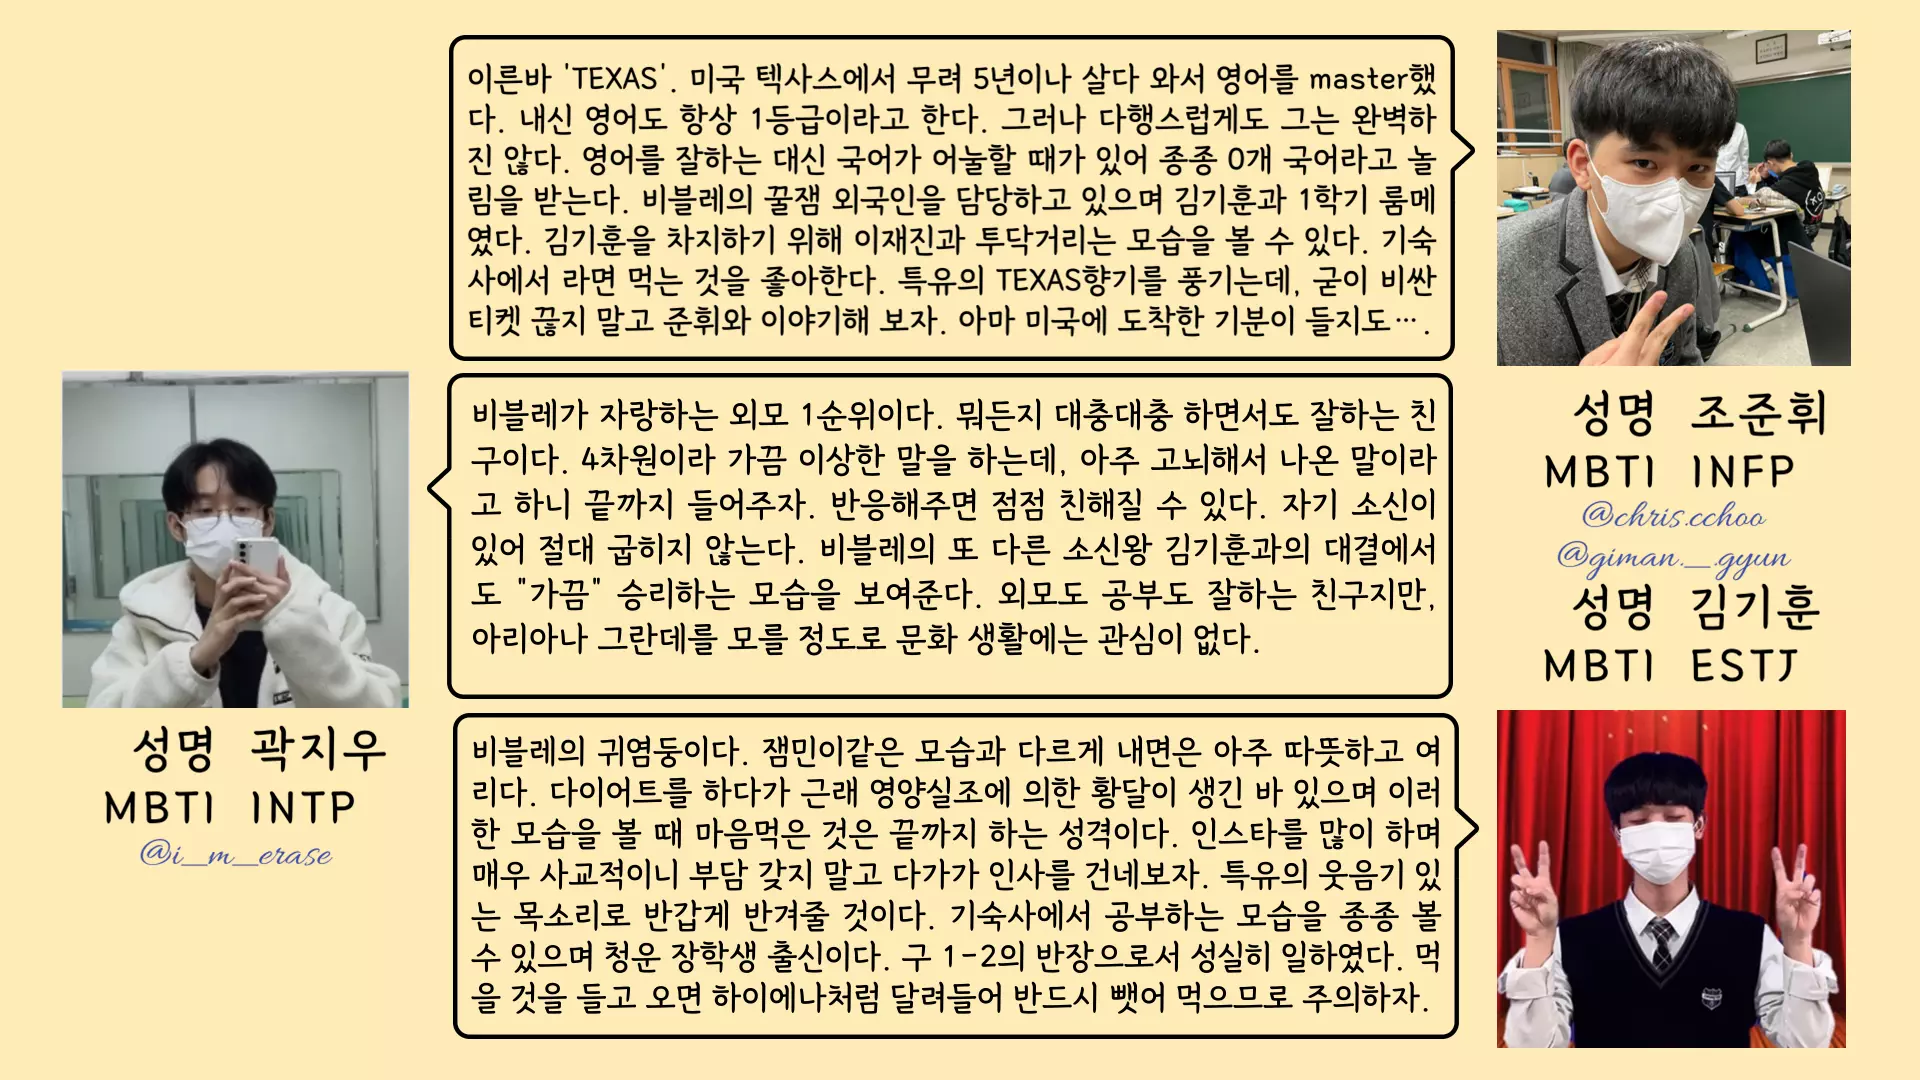 이른바 'TEXAS'. 미국 텍사스에서 무려 5년이나 살다 와서 영어를 master했
다. 내신 영어도 항상 1등급이라고 한다. 그러나 다행스럽게도 그는 완벽하
진 않다. 영어를 잘하는 대신 국어가 어눌할 때가 있어 종종 0개 국어라고 놀
림을 받는다. 비블레의 꿀잼 외국인을 담당하고 있으며 김기훈과 1학기 룸메
였다. 김기훈을 차지하기 위해 이재진과 투닥거리는 모습을 볼 수 있다. 기숙
사에서 라면 먹는 것을 좋아한다. 특유의 TEXAS향기를 풍기는데, 굳이 비싼
티켓 끊지 말고 준휘와 이야기해 보자. 아마 미국에 도착한 기분이 들지도….
성명 조준휘
MBTI INFP
@chris.cchoo
비블레가 자랑하는 외모 1순위이다. 뭐든지 대충대충 하면서도 잘하는 친
구이다. 4차원이라 가끔 이상한 말을 하는데, 아주 고뇌해서 나온 말이라
고 하니 끝까지 들어주자. 반응해주면 점점 친해질 수 있다. 자기 소신이
있어 절대 굽히지 않는다. 비블레의 또 다른 소신왕 김기훈과의 대결에서
도 "가끔" 승리하는 모습을 보여준다. 외모도 공부도 잘하는 친구지만,
아리아나 그란데를 모를 정도로 문화 생활에는 관심이 없다.
성명 곽지우
MBTI INTP
@i_m_erase
@giman._.gyun
성명 김기훈
MBTI ESTJ
비블레의 귀염둥이다. 잼민이같은 모습과 다르게 내면은 아주 따뜻하고 여
리다. 다이어트를 하다가 근래 영양실조에 의한 황달이 생긴 바 있으며 이러
한 모습을 볼 때 마음먹은 것은 끝까지 하는 성격이다. 인스타를 많이 하며
매우 사교적이니 부담 갖지 말고 다가가 인사를 건네보자. 특유의 웃음기 있
는 목소리로 반갑게 반겨줄 것이다. 기숙사에서 공부하는 모습을 종종 볼
수 있으며 청운 장학생 출신이다. 구 1-2의 반장으로서 성실히 일하였다. 먹
을 것을 들고 오면 하이에나처럼 달려들어 반드시 뺏어 먹으므로 주의하자.